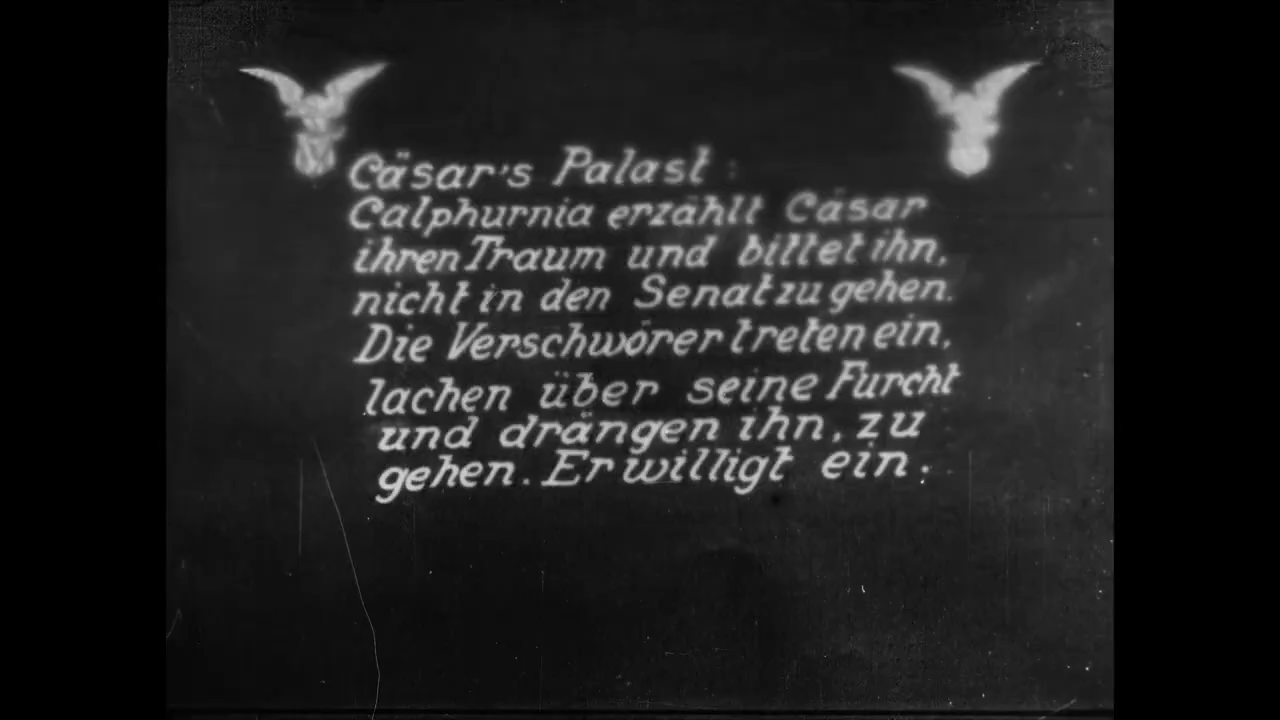 Cäsar's Palast :
Calphurnia erzählt Cäsar
ihren Traum und bittet ihn,
nicht in den Senat zu gehen.
Die Verschwörer treten ein,
lachen über seine Furcht
und drängen ihn, zu
gehen. Er willigt ein.